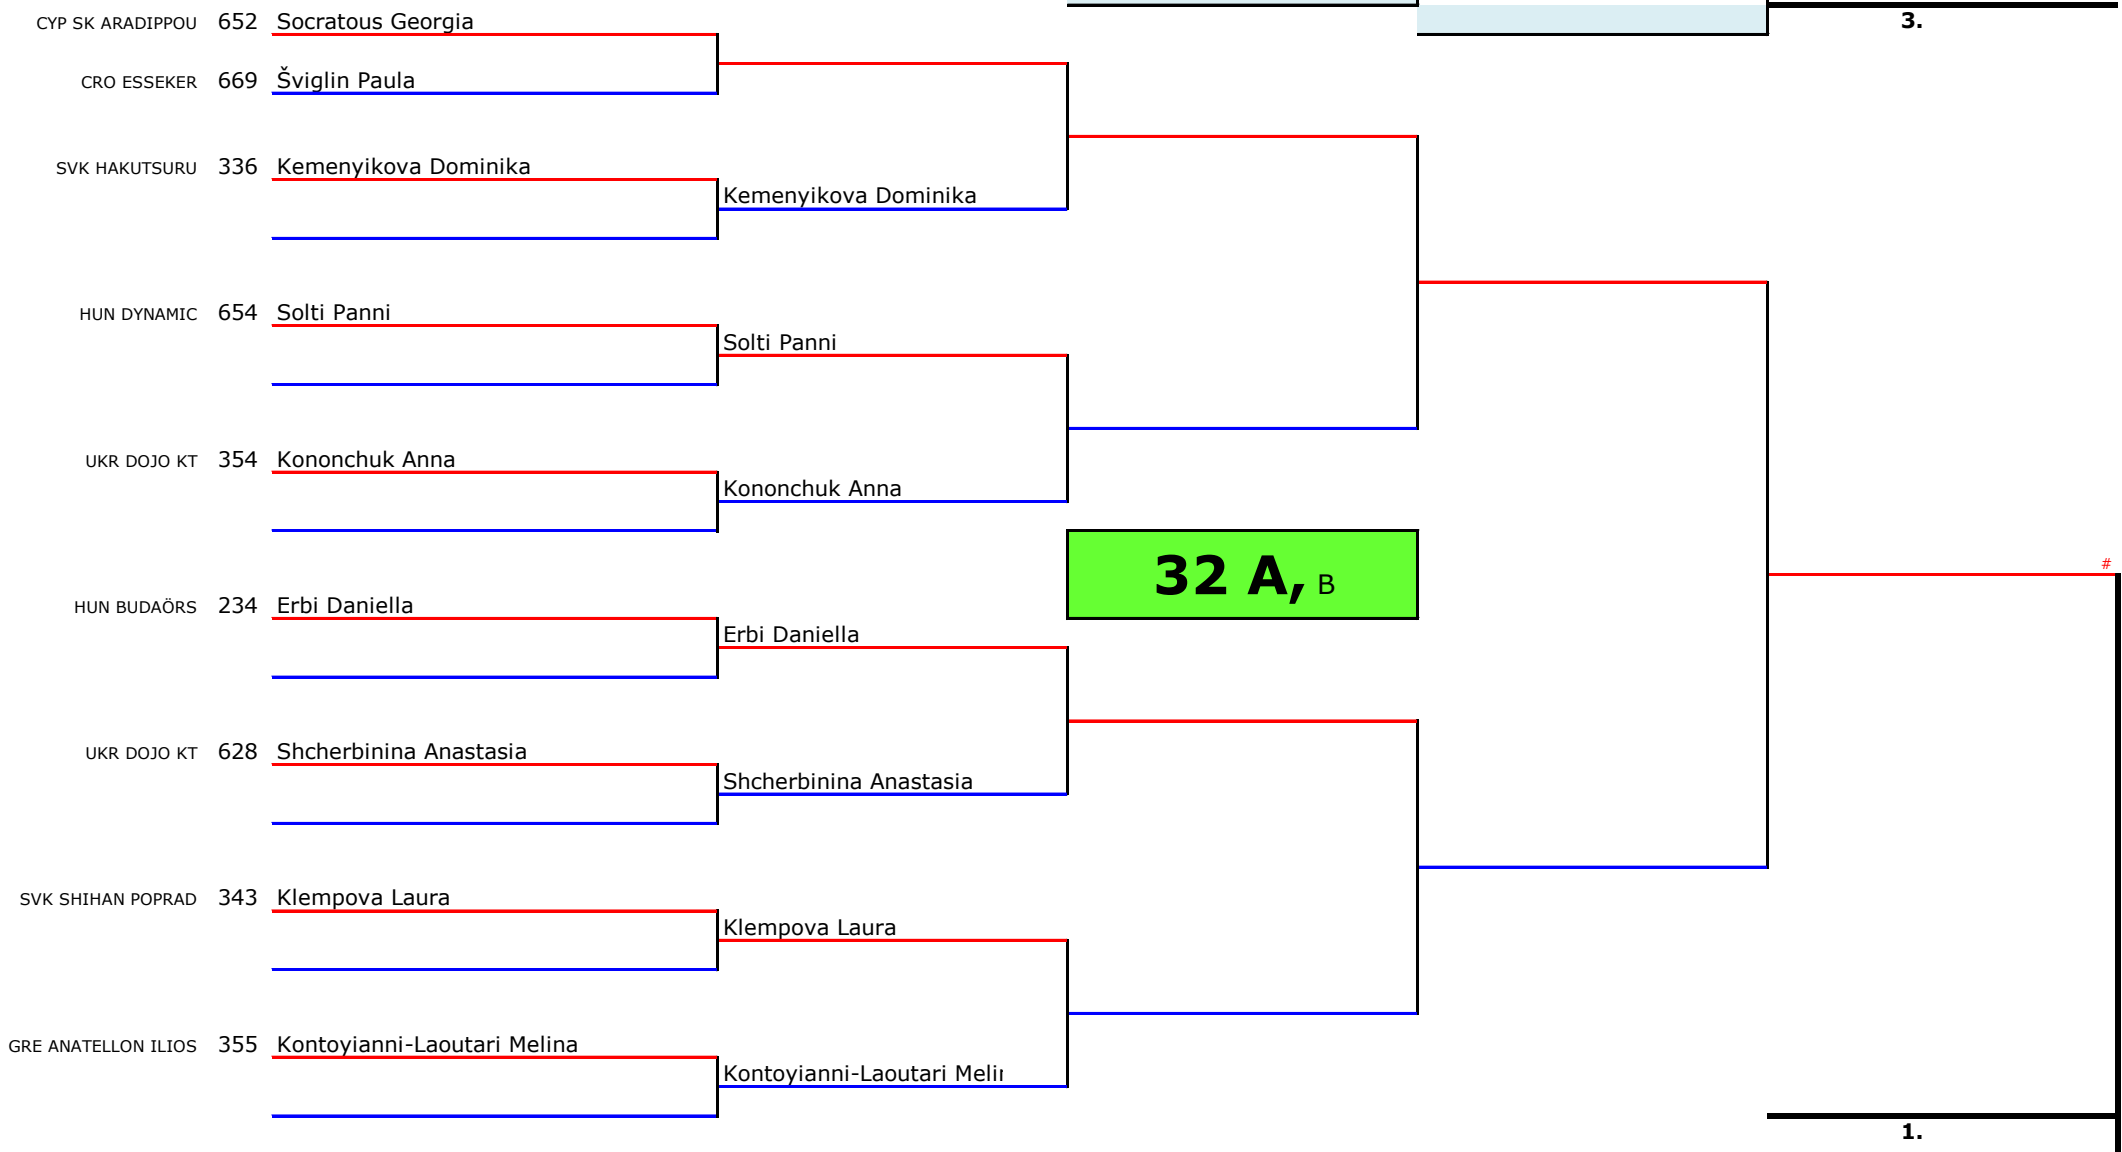 CYP SK ARADIPPOU 652 Socratous Georgia
3.
CRO ESSEKER 669 Šviglin Paula
SVK HAKUTSURU 336 Kemenyikova Dominika
Kemenyikova Dominika
HUN DYNAMIC 654 Solti Panni
Solti Panni
UKR DOJO KT 354 Kononchuk Anna
Kononchuk Anna
32 A, B
#
HUN BUDAÖRS 234 Erbi Daniella
Erbi Daniella
UKR DOJO KT 628 Shcherbinina Anastasia
Shcherbinina Anastasia
SVK SHIHAN POPRAD 343 Klempova Laura
Klempova Laura
GRE ANATELLON ILIOS 355 Kontoyianni-Laoutari Melina
Kontoyianni-Laoutari Melin
1.